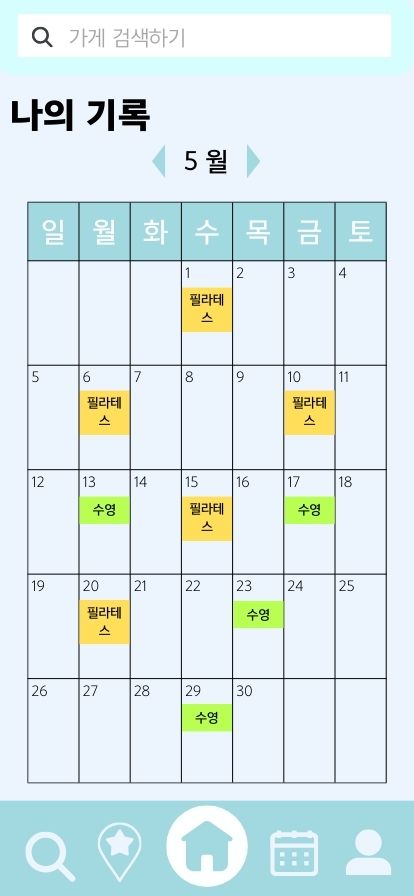 가게 검색하기
나의 기록
5 월
일 월 화 수 목 금 토
1 2 3 4
필라테
스
5 6 7 8 9 10 11
필라테 필라테
스 스
12 13 14 15 16 17 18
수영 필라테 수영
스
19 20 21 22 23 24 25
필라테 수영
스
26 27 28 29 30
수영